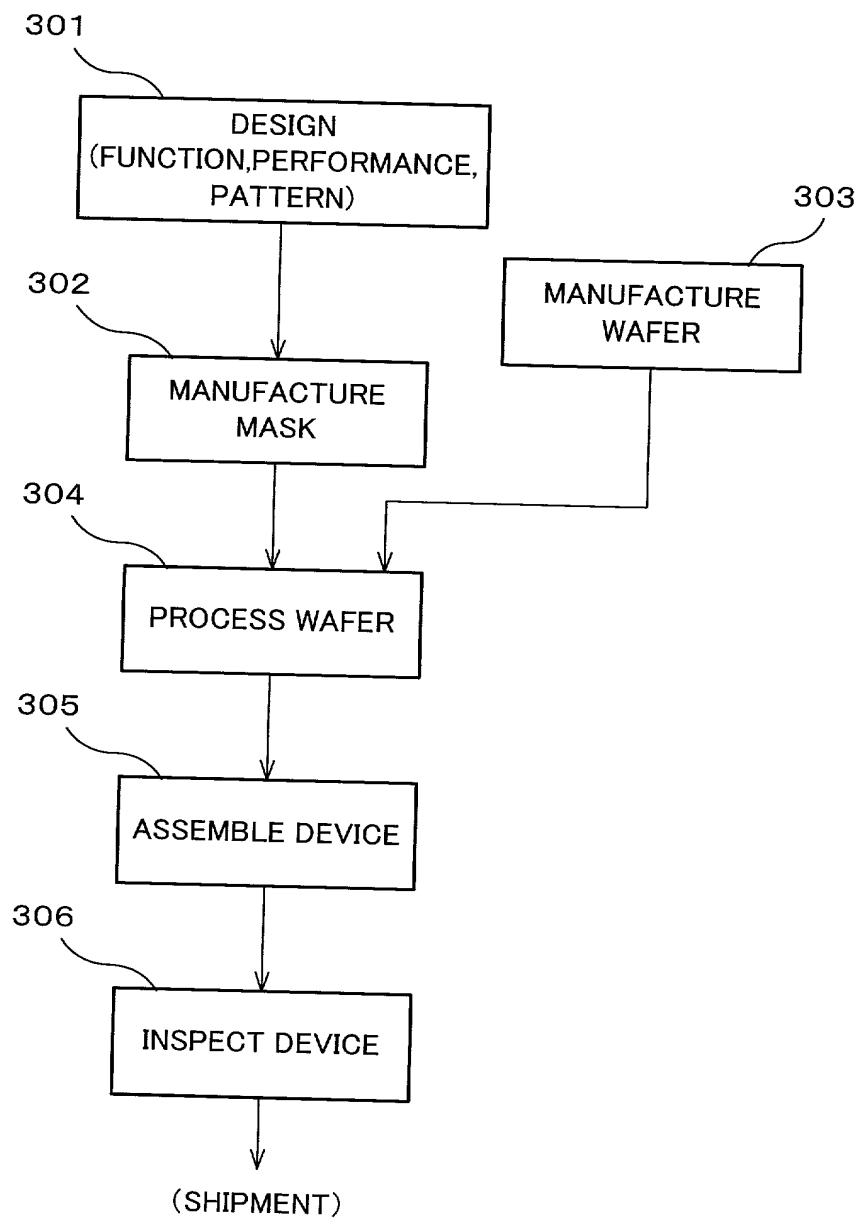 301
DESIGN
(FUNCTION,PERFORMANCE,
PATTERN)
303
MANUFACTURE
WAFER
302
MANUFACTURE
MASK
304
PROCESS WAFER
305
ASSEMBLE DEVICE
306
INSPECT DEVICE
(SHIPMENT)